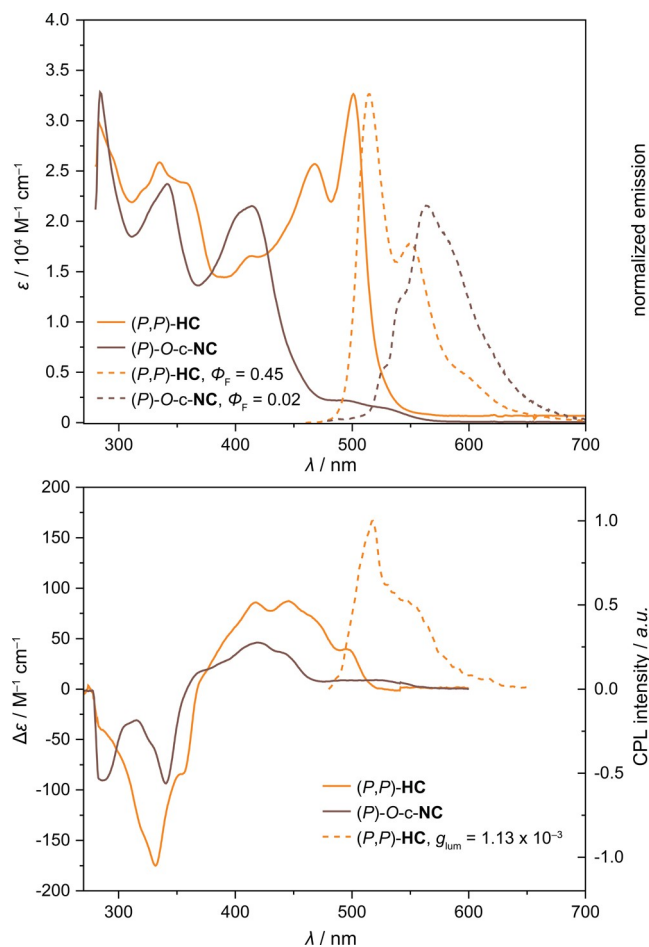 4.0
3.5
3.0
2.5
2.0
1.5
1.0
0.5
0
ε / 10⁴ M⁻¹ cm⁻¹
normalized emission
(P,P)-HC
(P)-O-c-NC
(P,P)-HC, Φ_F = 0.45
(P)-O-c-NC, Φ_F = 0.02
300 400 500 600 700
λ / nm
200
150
100
50
0
-50
-100
-150
-200
Δε / M⁻¹ cm⁻¹
1.0
0.5
0.0
-0.5
-1.0
CPL intensity / a.u.
(P,P)-HC
(P)-O-c-NC
(P,P)-HC, g_lum = 1.13 x 10⁻³
300 400 500 600 700
λ / nm